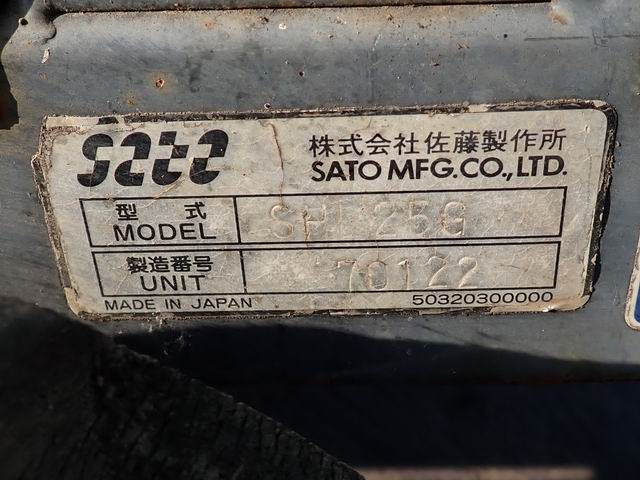 sato
株式会社佐藤製作所
SATO MFG.CO.,LTD.
型 式
MODEL
製造番号
UNIT 70122
MADE IN JAPAN 50320300000